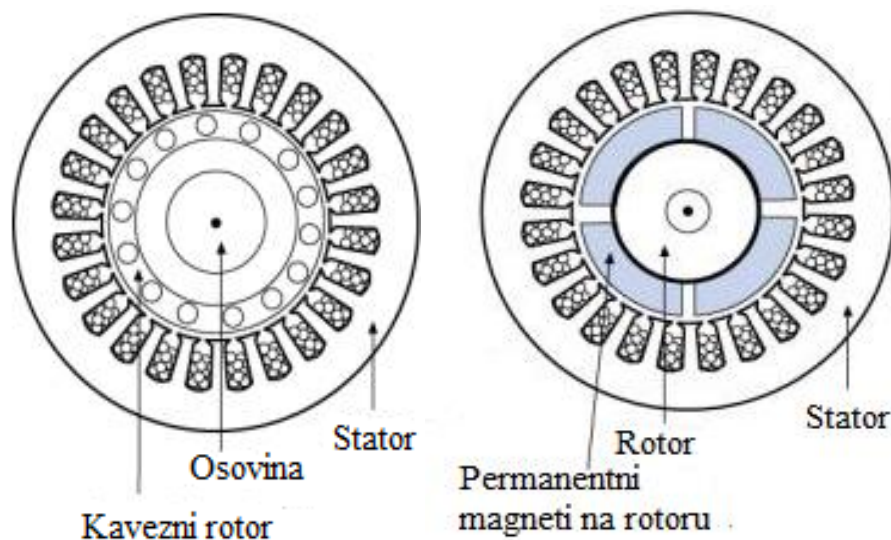 Stator
Osovina
Kavezni rotor
Stator
Rotor
Permanentni
magneti na rotoru